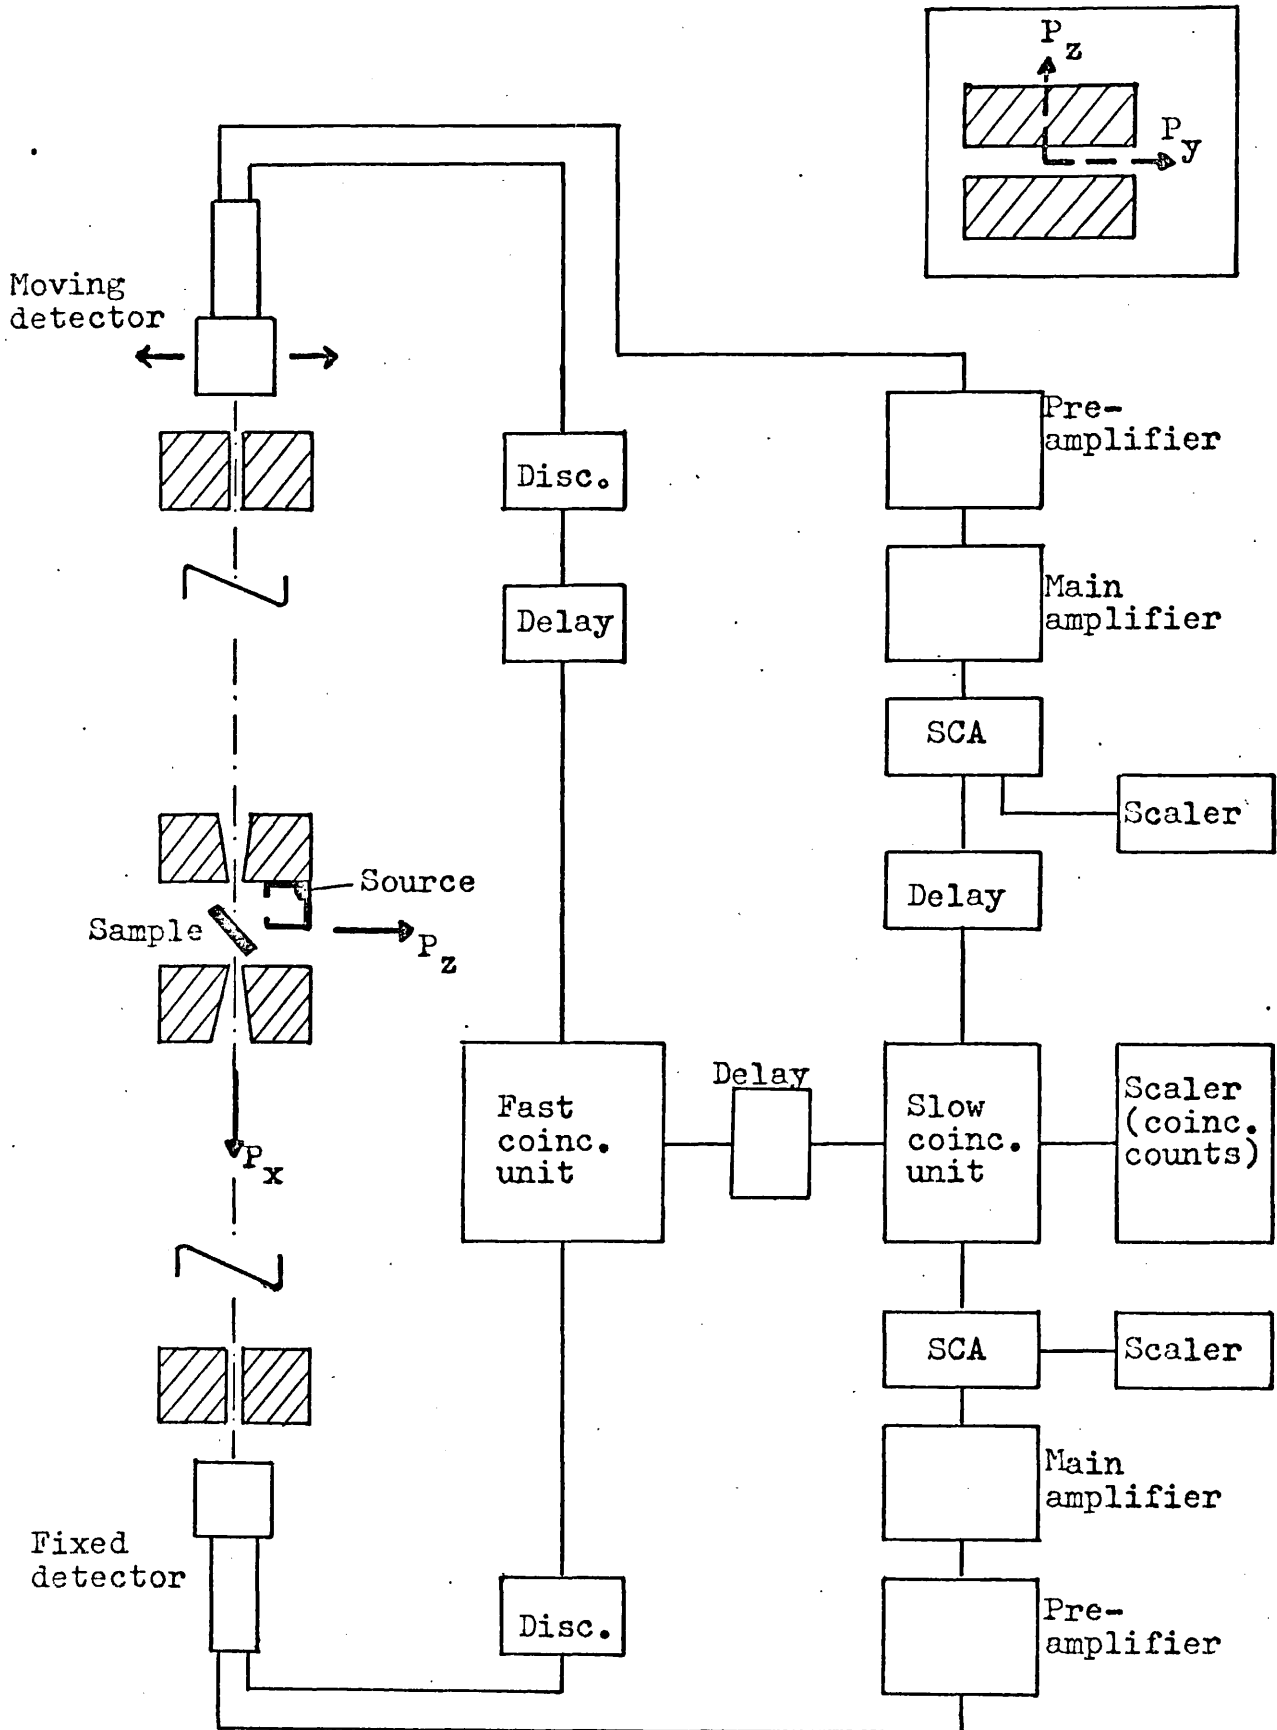 P
z
P
y
Moving
detector
Pre-
amplifier
Disc.
Main
amplifier
Delay
SCA
Scaler
Source
Delay
Sample
P
z
Delay
Fast
coinc.
unit
Slow
coinc.
unit
Scaler
(coinc.
counts)
P
x
SCA
Scaler
Main
amplifier
Fixed
detector
Disc.
Pre-
amplifier